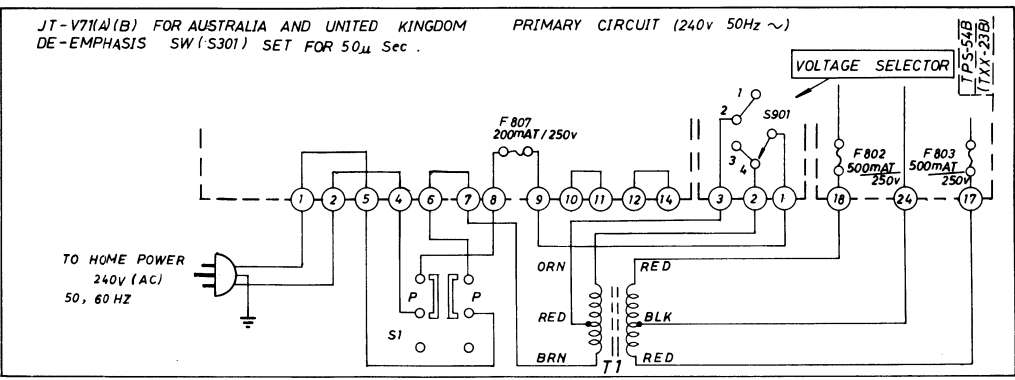 JT-V71(A)(B) FOR AUSTRALIA AND UNITED KINGDOM PRIMARY CIRCUIT (240v 50Hz ~)
DE-EMPHASIS SW (S301) SET FOR 50µ Sec.
VOLTAGE SELECTOR
TPS-54B
(TXX-23B)
1
2
S901
3
4
F807
200mAT/250v
F802
500mAT
250v
F803
500mAT
250v
1 2 5 4 6 7 8 9 10 11 12 14 3 2 1 18 24 17
TO HOME POWER
240v (AC)
50, 60 HZ
P P
S1
ORN RED
RED BLK
BRN T1 RED